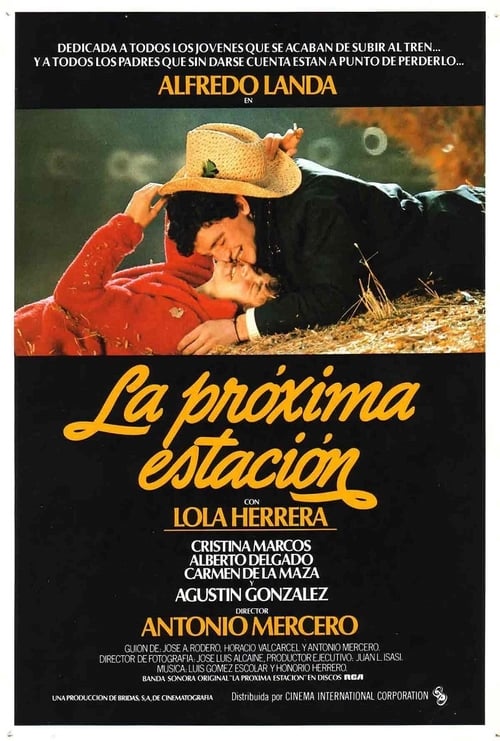 DEDICADA A TODOS LOS JOVENES QUE SE ACABAN DE SUBIR AL TREN...
Y A TODOS LOS PADRES QUE SIN DARSE CUENTA ESTAN A PUNTO DE PERDERLO...
ALFREDO LANDA
EN
La próxima
estación
CON
LOLA HERRERA
CRISTINA MARCOS
ALBERTO DELGADO
CARMEN DE LA MAZA
Y
AGUSTIN GONZALEZ
DIRECTOR
ANTONIO MERCERO
GUIÓN DE: JOSE A. RODERO, HORACIO VALCARCEL Y ANTONIO MERCERO.
DIRECTOR DE FOTOGRAFIA: JOSE LUIS ALCAINE, PRODUCTOR EJECUTIVO: JUAN L. ISASI.
MUSICA: LUIS GOMEZ ESCOLAR Y HONORIO HERRERO.
BANDA SONORA ORIGINAL "LA PROXIMA ESTACION" EN DISCOS RCA
UNA PRODUCCION DE BRIDAS, S,A, DE CINEMATOGRAFIA
Distribuida por CINEMA INTERNATIONAL CORPORATION